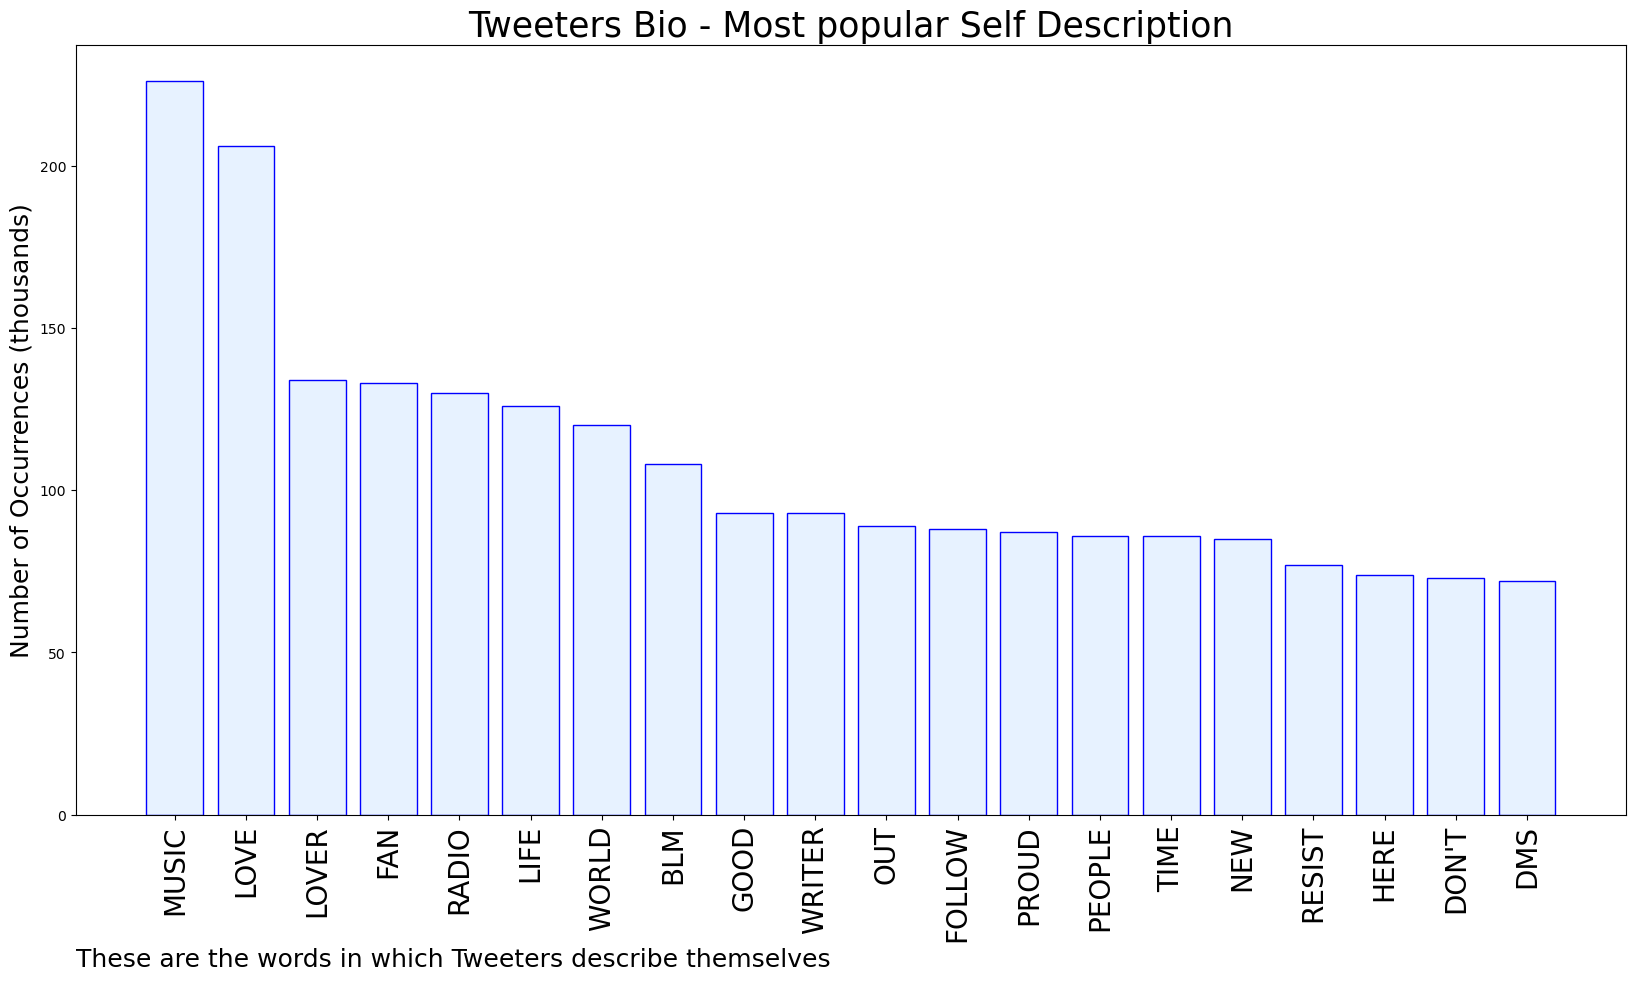 Tweeters Bio - Most popular Self Description
Number of Occurrences (thousands)
200
150
100
50
0
MUSIC
LOVE
LOVER
FAN
RADIO
LIFE
WORLD
BLM
GOOD
WRITER
OUT
FOLLOW
PROUD
PEOPLE
TIME
NEW
RESIST
HERE
DON'T
DMS
These are the words in which Tweeters describe themselves